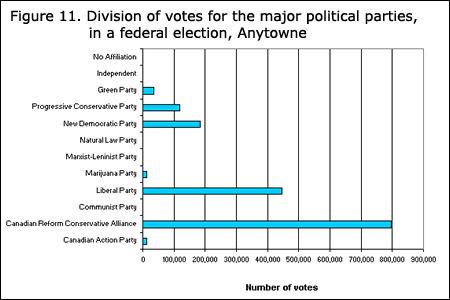 Figure 11. Division of votes for the major political parties,
in a federal election, Anytowne
No Affiliation
Independent
Green Party
Progressive Conservative Party
New Democratic Party
Natural Law Party
Marxist-Leninist Party
Marijuana Party
Liberal Party
Communist Party
Canadian Reform Conservative Alliance
Canadian Action Party
0 100,000 200,000 300,000 400,000 500,000 600,000 700,000 800,000 900,000
Number of votes